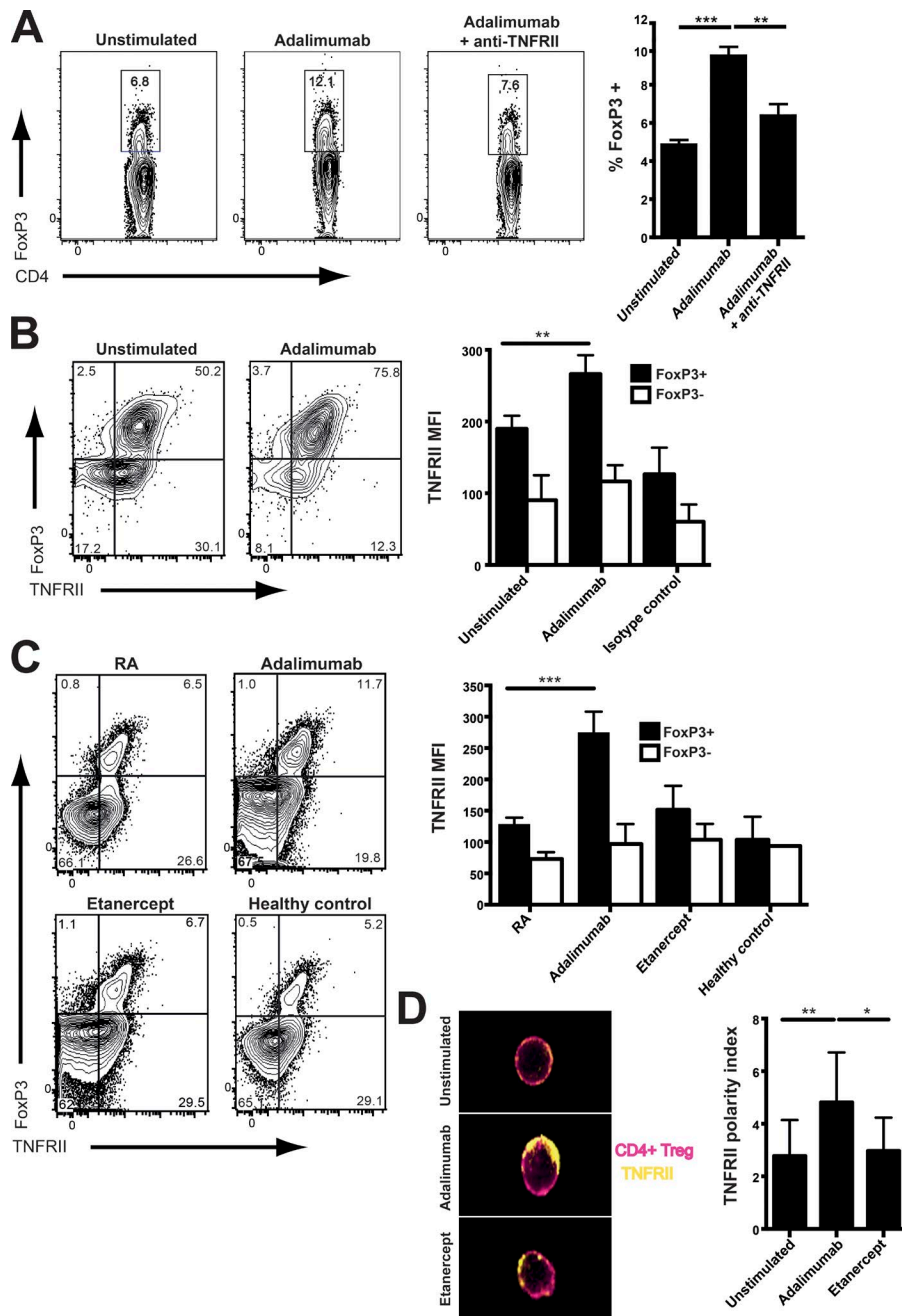 A
Unstimulated
Adalimumab
Adalimumab
+ anti-TNFRII
6.8
12.1
7.6
FoxP3
0
0
0
0
0
0
CD4
% FoxP3 +
12
10
8
6
4
2
0
***
**
Unstimulated
Adalimumab
Adalimumab
+ anti-TNFRII
B
Unstimulated
Adalimumab
2.5
50.2
3.7
75.8
17.2
30.1
8.1
12.3
FoxP3
0
0
0
0
TNFRII
TNFRII MFI
300
200
100
0
**
FoxP3+
FoxP3-
Unstimulated
Adalimumab
Isotype control
C
RA
Adalimumab
0.8
6.5
1.0
11.7
66.1
26.6
19.8
0
0
0
0
Etanercept
Healthy control
1.1
6.7
0.5
5.2
29.5
29.1
0
0
0
0
FoxP3
TNFRII
TNFRII MFI
350
300
250
200
150
100
50
0
***
FoxP3+
FoxP3-
RA
Adalimumab
Etanercept
Healthy control
D
Unstimulated
Adalimumab
Etanercept
CD4+ Treg
TNFRII
TNFRII polarity index
8
6
4
2
0
**
*
Unstimulated
Adalimumab
Etanercept